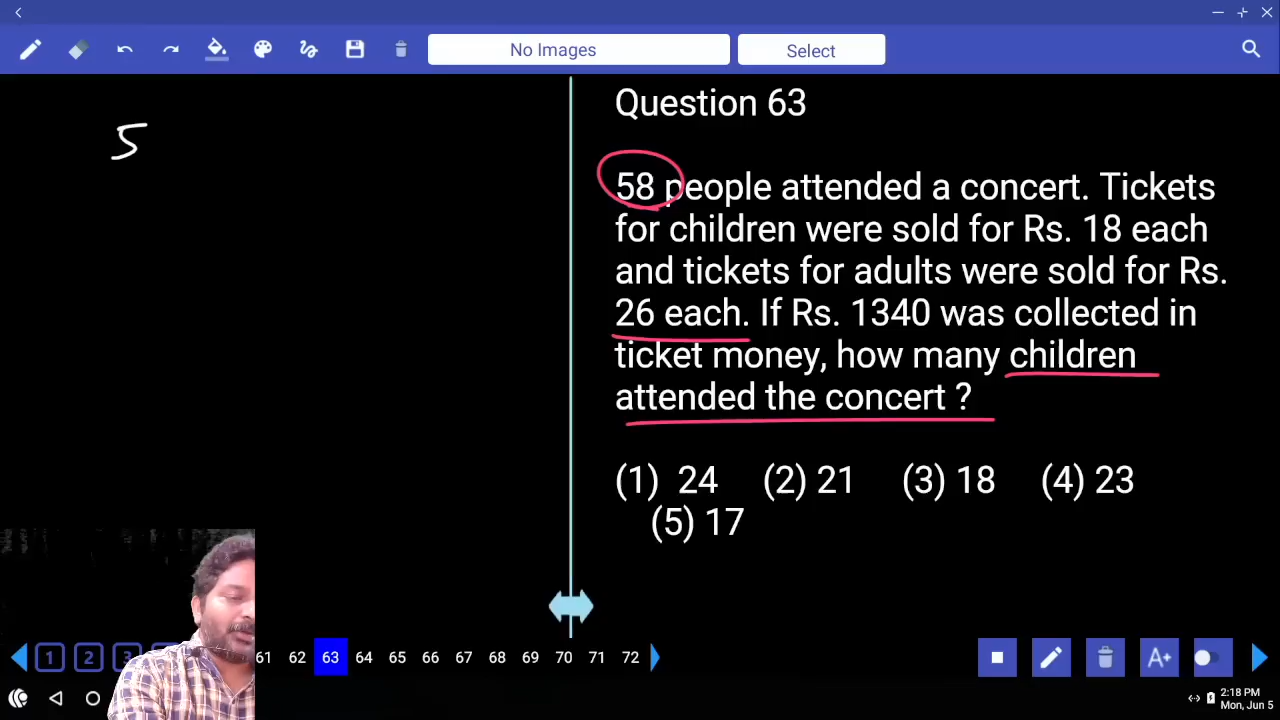 No Images
Select
5
Question 63
58 people attended a concert. Tickets
for children were sold for Rs. 18 each
and tickets for adults were sold for Rs.
26 each. If Rs. 1340 was collected in
ticket money, how many children
attended the concert ?
(1) 24 (2) 21 (3) 18 (4) 23
(5) 17
1 2 3 61 62 63 64 65 66 67 68 69 70 71 72
A+
2:18 PM
Mon, Jun 5